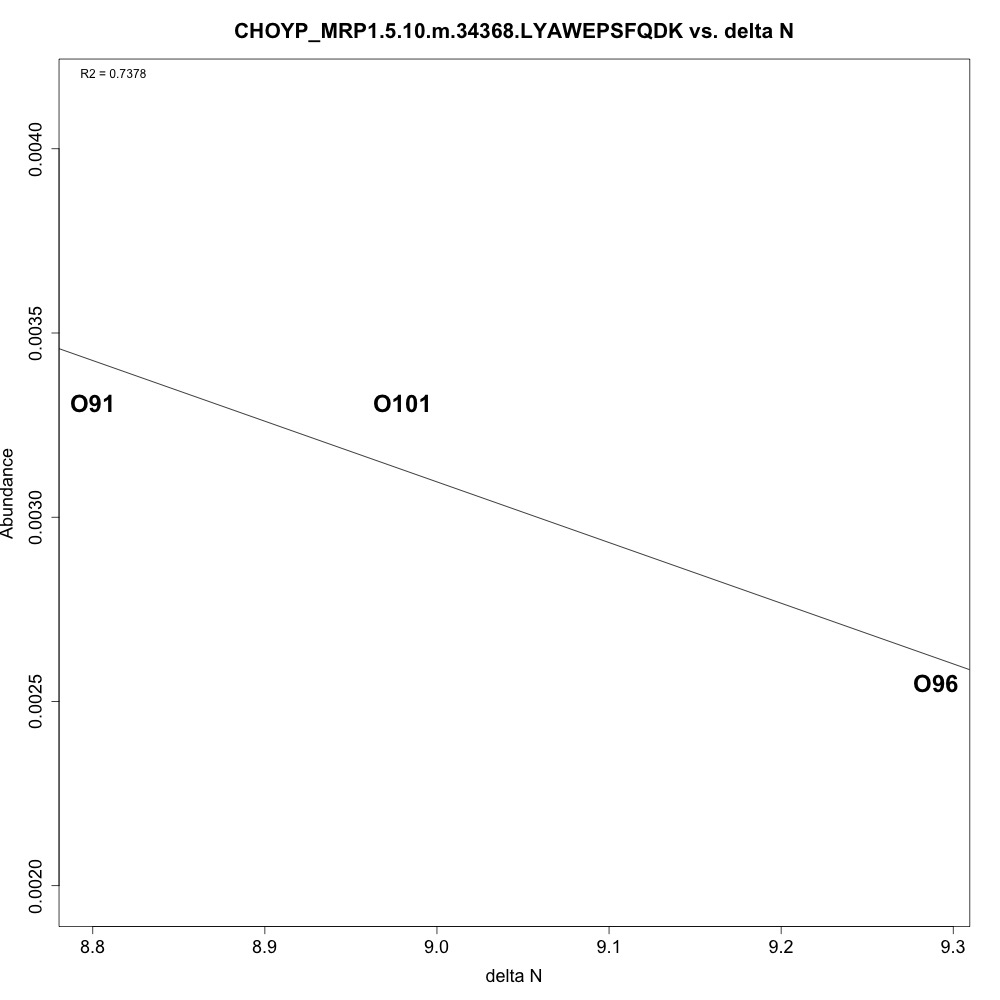 CHOYP_MRP1.5.10.m.34368.LYAWEPSFQDK vs. delta N
R2 = 0.7378
0.0040
0.0035
0.0030
0.0025
0.0020
Abundance
O91
O101
O96
8.8 8.9 9.0 9.1 9.2 9.3
delta N